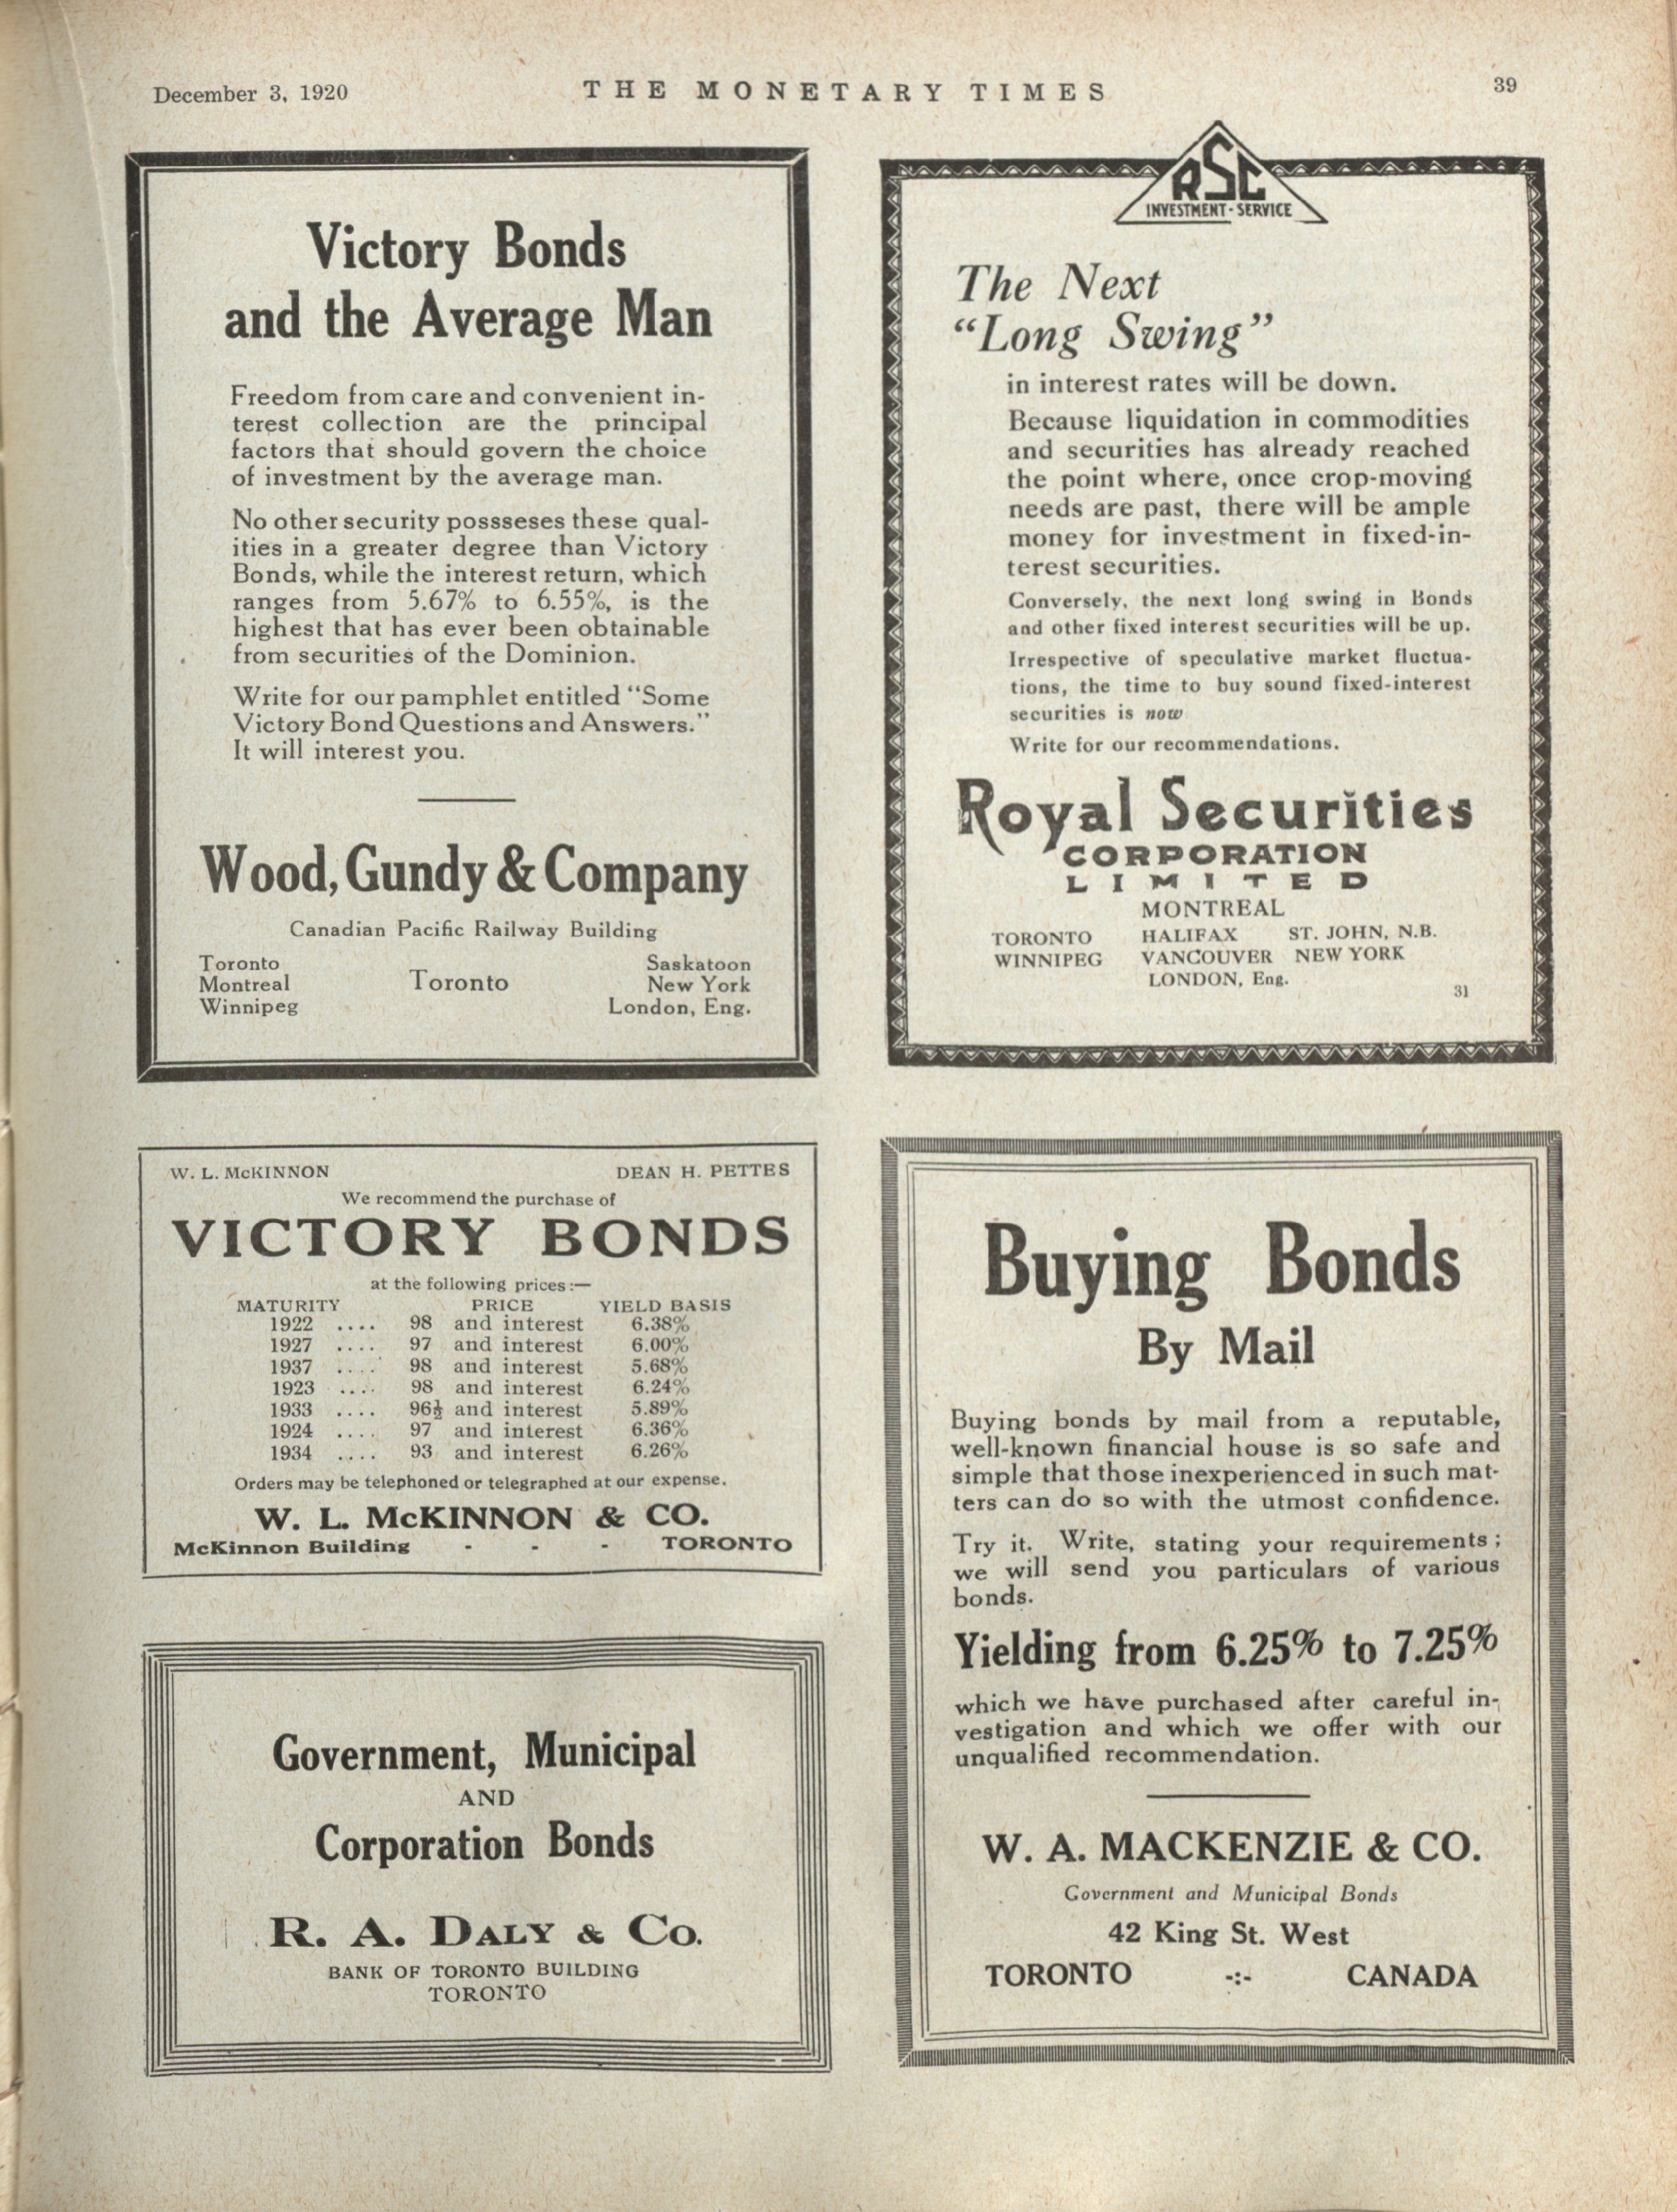 December 3, 1920
THE MONETARY TIMES
39
Victory Bonds
and the Average Man
Freedom from care and convenient in-
terest collection are the principal
factors that should govern the choice
of investment by the average man.
No other security possseses these qual-
ities in a greater degree than Victory
Bonds, while the interest return, which
ranges from 5.67% to 6.55%, is the
highest that has ever been obtainable
from securities of the Dominion.
Write for our pamphlet entitled "Some
Victory Bond Questions and Answers."
It will interest you.
Wood, Gundy & Company
Canadian Pacific Railway Building
Toronto
Montreal
Winnipeg
Toronto
Saskatoon
New York
London, Eng.
RSC
INVESTMENT-SERVICE
The Next
"Long Swing"
in interest rates will be down.
Because liquidation in commodities
and securities has already reached
the point where, once crop-moving
needs are past, there will be ample
money for investment in fixed-in-
terest securities.
Conversely, the next long swing in Bonds
and other fixed interest securities will be up.
Irrespective of speculative market fluctua-
tions, the time to buy sound fixed-interest
securities is now
Write for our recommendations.
Royal Securities
CORPORATION
LIMITED
MONTREAL
TORONTO HALIFAX ST. JOHN, N.B.
WINNIPEG VANCOUVER NEW YORK
LONDON, Eng.
31
W. L. McKINNON DEAN H. PETTES
We recommend the purchase of
VICTORY BONDS
at the following prices:—
MATURITY PRICE YIELD BASIS
1922 .... 98 and interest 6.38%
1927 .... 97 and interest 6.00%
1937 .... 98 and interest 5.68%
1923 .... 98 and interest 6.24%
1933 .... 96½ and interest 5.89%
1924 .... 97 and interest 6.36%
1934 .... 93 and interest 6.26%
Orders may be telephoned or telegraphed at our expense.
W. L. McKINNON & CO.
McKinnon Building - - - TORONTO
Government, Municipal
AND
Corporation Bonds
R. A. DALY & Co.
BANK OF TORONTO BUILDING
TORONTO
Buying Bonds
By Mail
Buying bonds by mail from a reputable,
well-known financial house is so safe and
simple that those inexperienced in such mat-
ters can do so with the utmost confidence.
Try it. Write, stating your requirements;
we will send you particulars of various
bonds.
Yielding from 6.25% to 7.25%
which we have purchased after careful in-
vestigation and which we offer with our
unqualified recommendation.
W. A. MACKENZIE & CO.
Government and Municipal Bonds
42 King St. West
TORONTO -:- CANADA